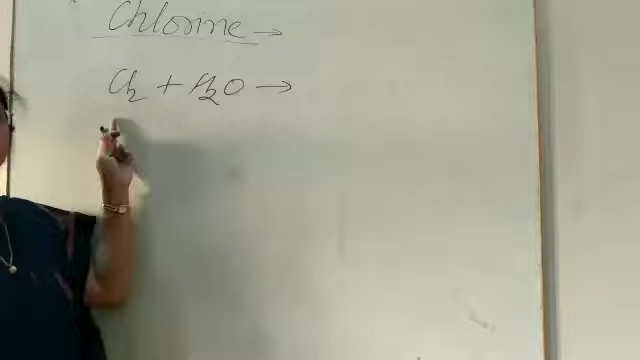 Chlorine →
Cl2 + H2O →